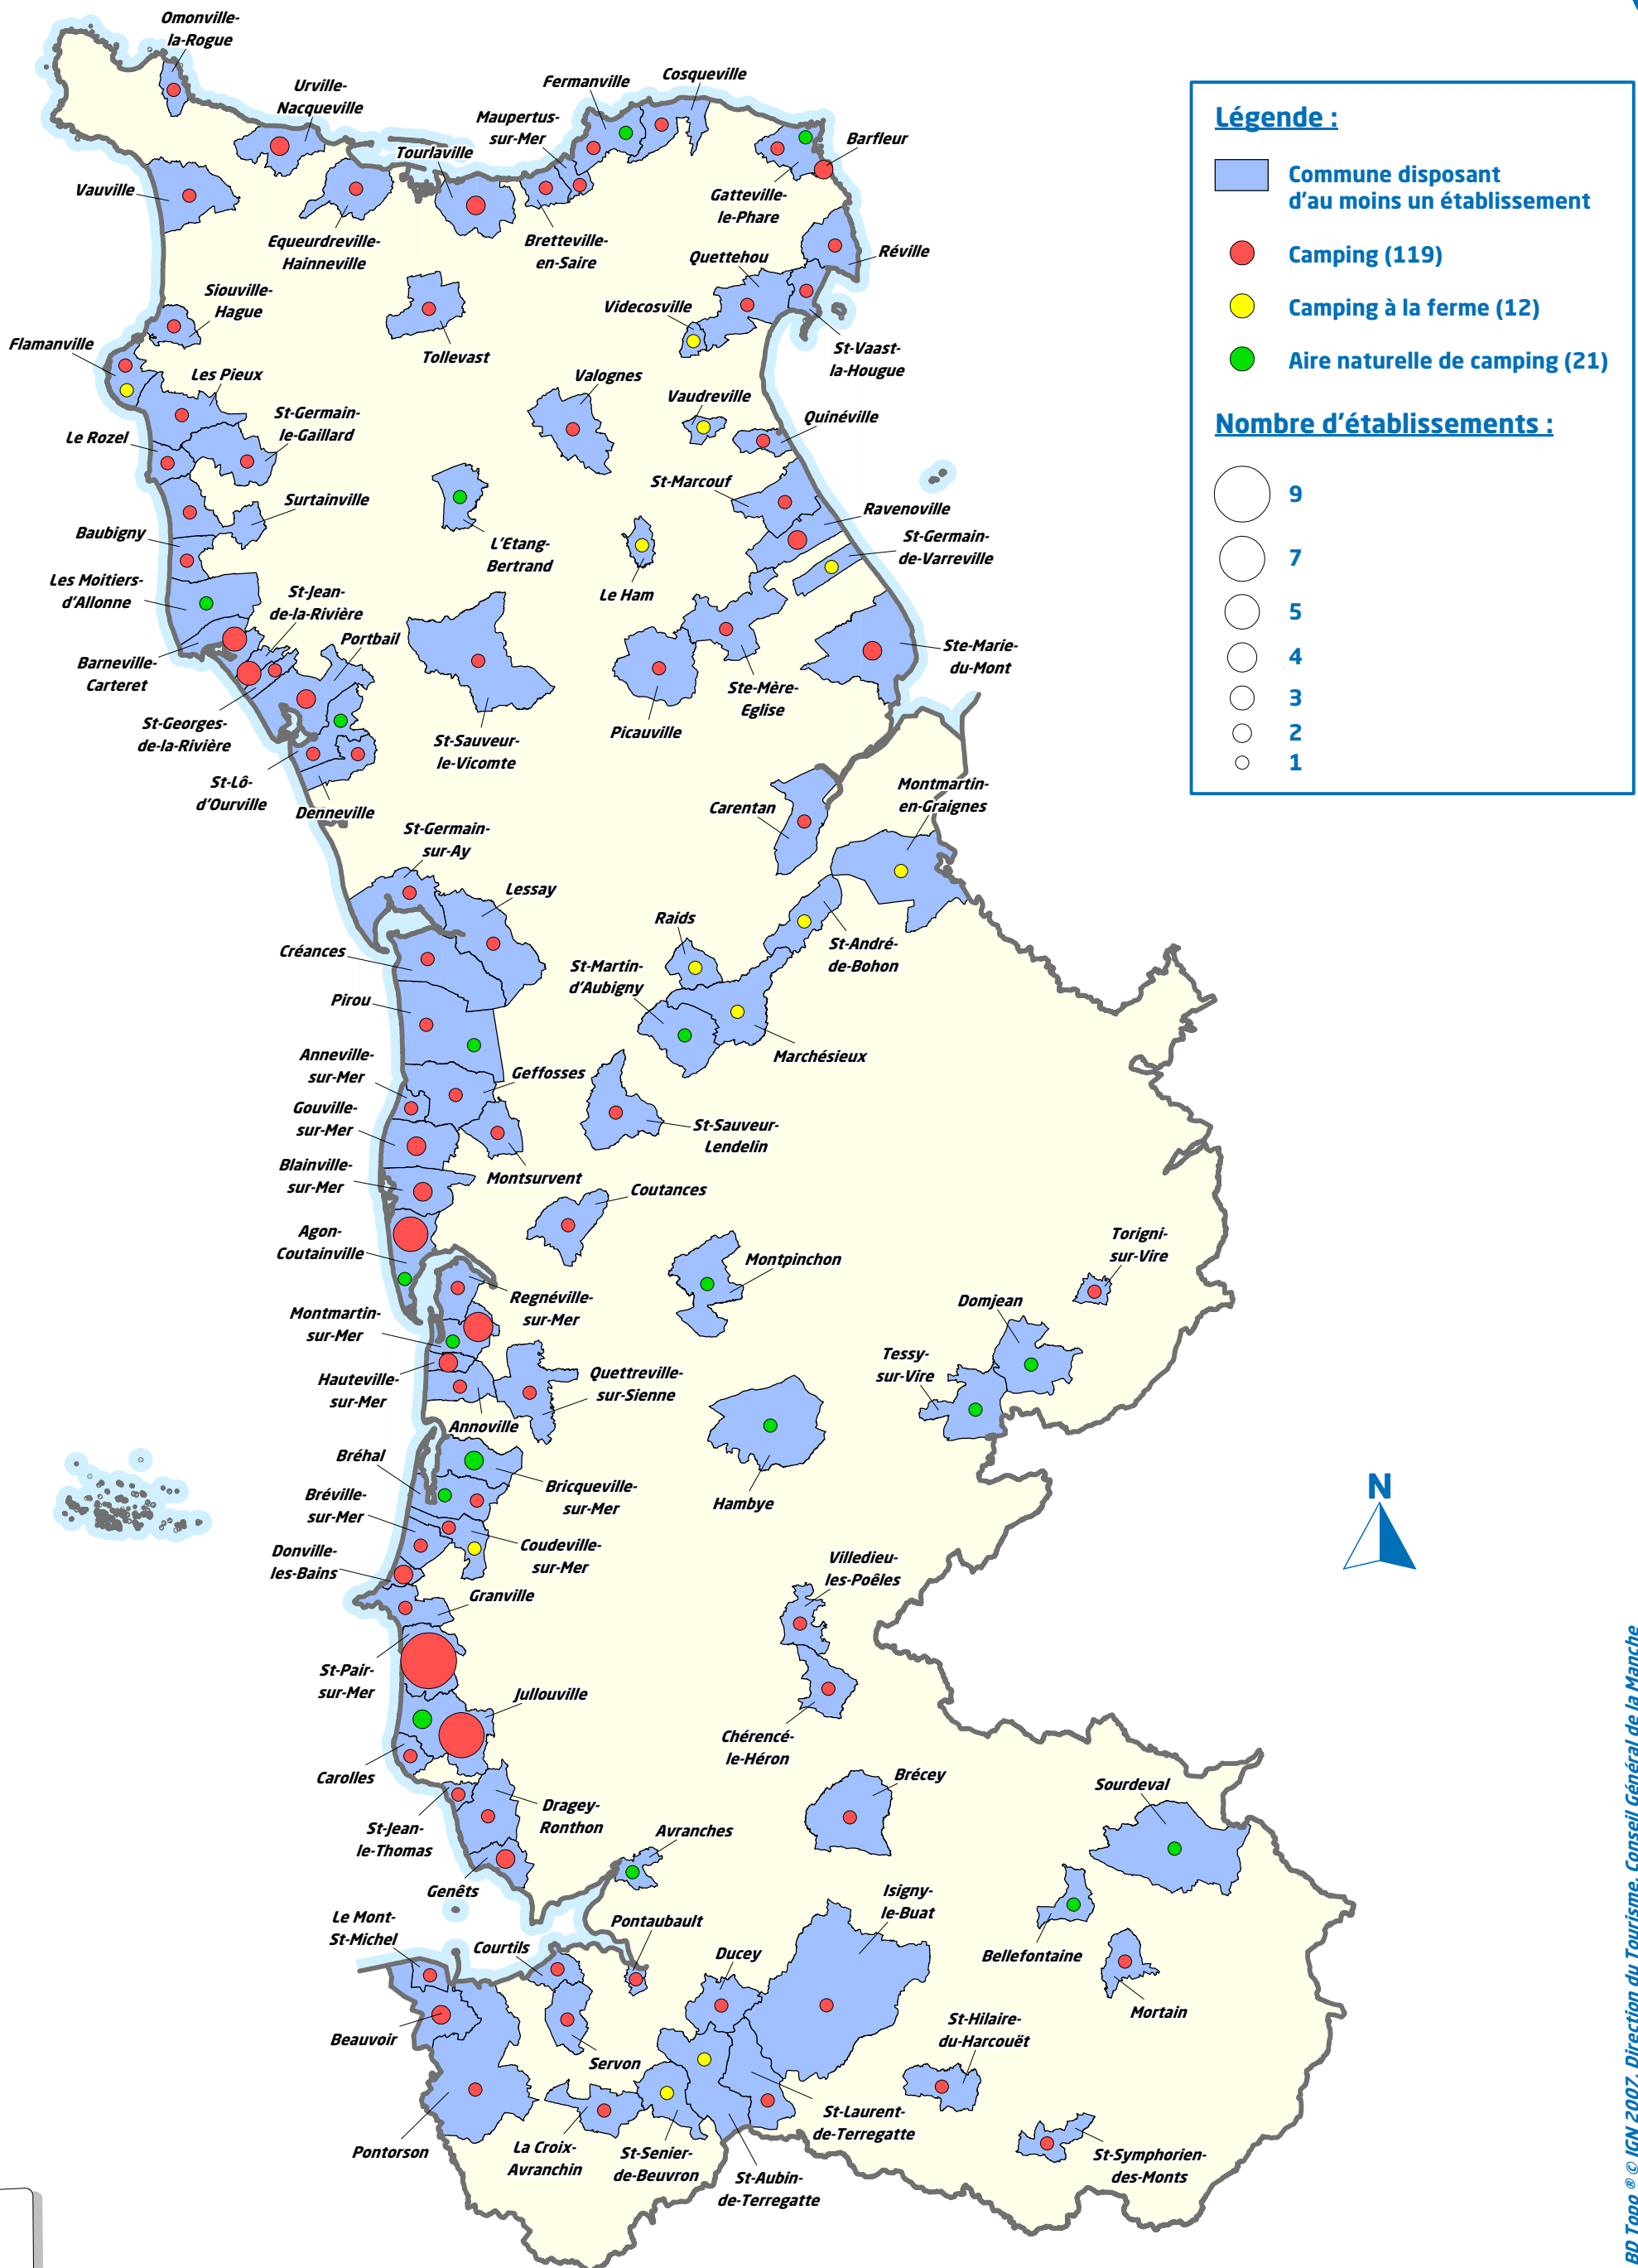 Omonville-
la-Rogue
Urville-
Nacqueville
Fermanville
Cosqueville
Maupertus-
sur-Mer
Tourlaville
Barfleur
Vauville
Gatteville-
le-Phare
Equeurdreville-
Hainneville
Bretteville-
en-Saire
Réville
Quettehou
Siouville-
Hague
Videcosville
Flamanville
Tollevast
St-Vaast-
la-Hougue
Les Pieux
Valognes
Vaudreville
St-Germain-
le-Gaillard
Quinéville
Le Rozel
St-Marcouf
Surtainville
Ravenoville
Baubigny
L'Etang-
Bertrand
St-Germain-
de-Varreville
Les Moitiers-
d'Allonne
Le Ham
St-Jean-
de-la-Rivière
Portbail
Barneville-
Carteret
Ste-Marie-
du-Mont
Ste-Mère-
Eglise
St-Georges-
de-la-Rivière
Picauville
St-Sauveur-
le-Vicomte
St-Lô-
d'Ourville
Denneville
Montmartin-
en-Graignes
Carentan
St-Germain-
sur-Ay
Lessay
Raids
Créances
St-André-
de-Bohon
St-Martin-
d'Aubigny
Pirou
Marchésieux
Anneville-
sur-Mer
Geffosses
Gouville-
sur-Mer
St-Sauveur-
Lendelin
Blainville-
sur-Mer
Montsurvent
Coutances
Agon-
Coutainville
Torigni-
sur-Vire
Montpinchon
Regnéville-
sur-Mer
Domjean
Montmartin-
sur-Mer
Tessy-
sur-Vire
Hauteville-
sur-Mer
Quettreville-
sur-Sienne
Annoville
Bréhal
Bricqueville-
sur-Mer
Hambye
Bréville-
sur-Mer
Coudeville-
sur-Mer
Donville-
les-Bains
Villedieu-
les-Poêles
Granville
St-Pair-
sur-Mer
Jullouville
Chérencé-
le-Héron
Carolles
Brécey
Sourdeval
Dragey-
Ronthon
St-Jean-
le-Thomas
Avranches
Genêts
Isigny-
le-Buat
Le Mont-
St-Michel
Pontaubault
Courtils
Ducey
Bellefontaine
Mortain
Beauvoir
St-Hilaire-
du-Harcouët
Servon
St-Laurent-
de-Terregatte
Pontorson
La Croix-
Avranchin
St-Senier-
de-Beuvron
St-Aubin-
de-Terregatte
St-Symphorien-
des-Monts
Légende :
Commune disposant
d'au moins un établissement
Camping (119)
Camping à la ferme (12)
Aire naturelle de camping (21)
Nombre d'établissements :
9
7
5
4
3
2
1
N
BD Topo ® © IGN 2007, Direction du Tourisme, Conseil Général de la Manche